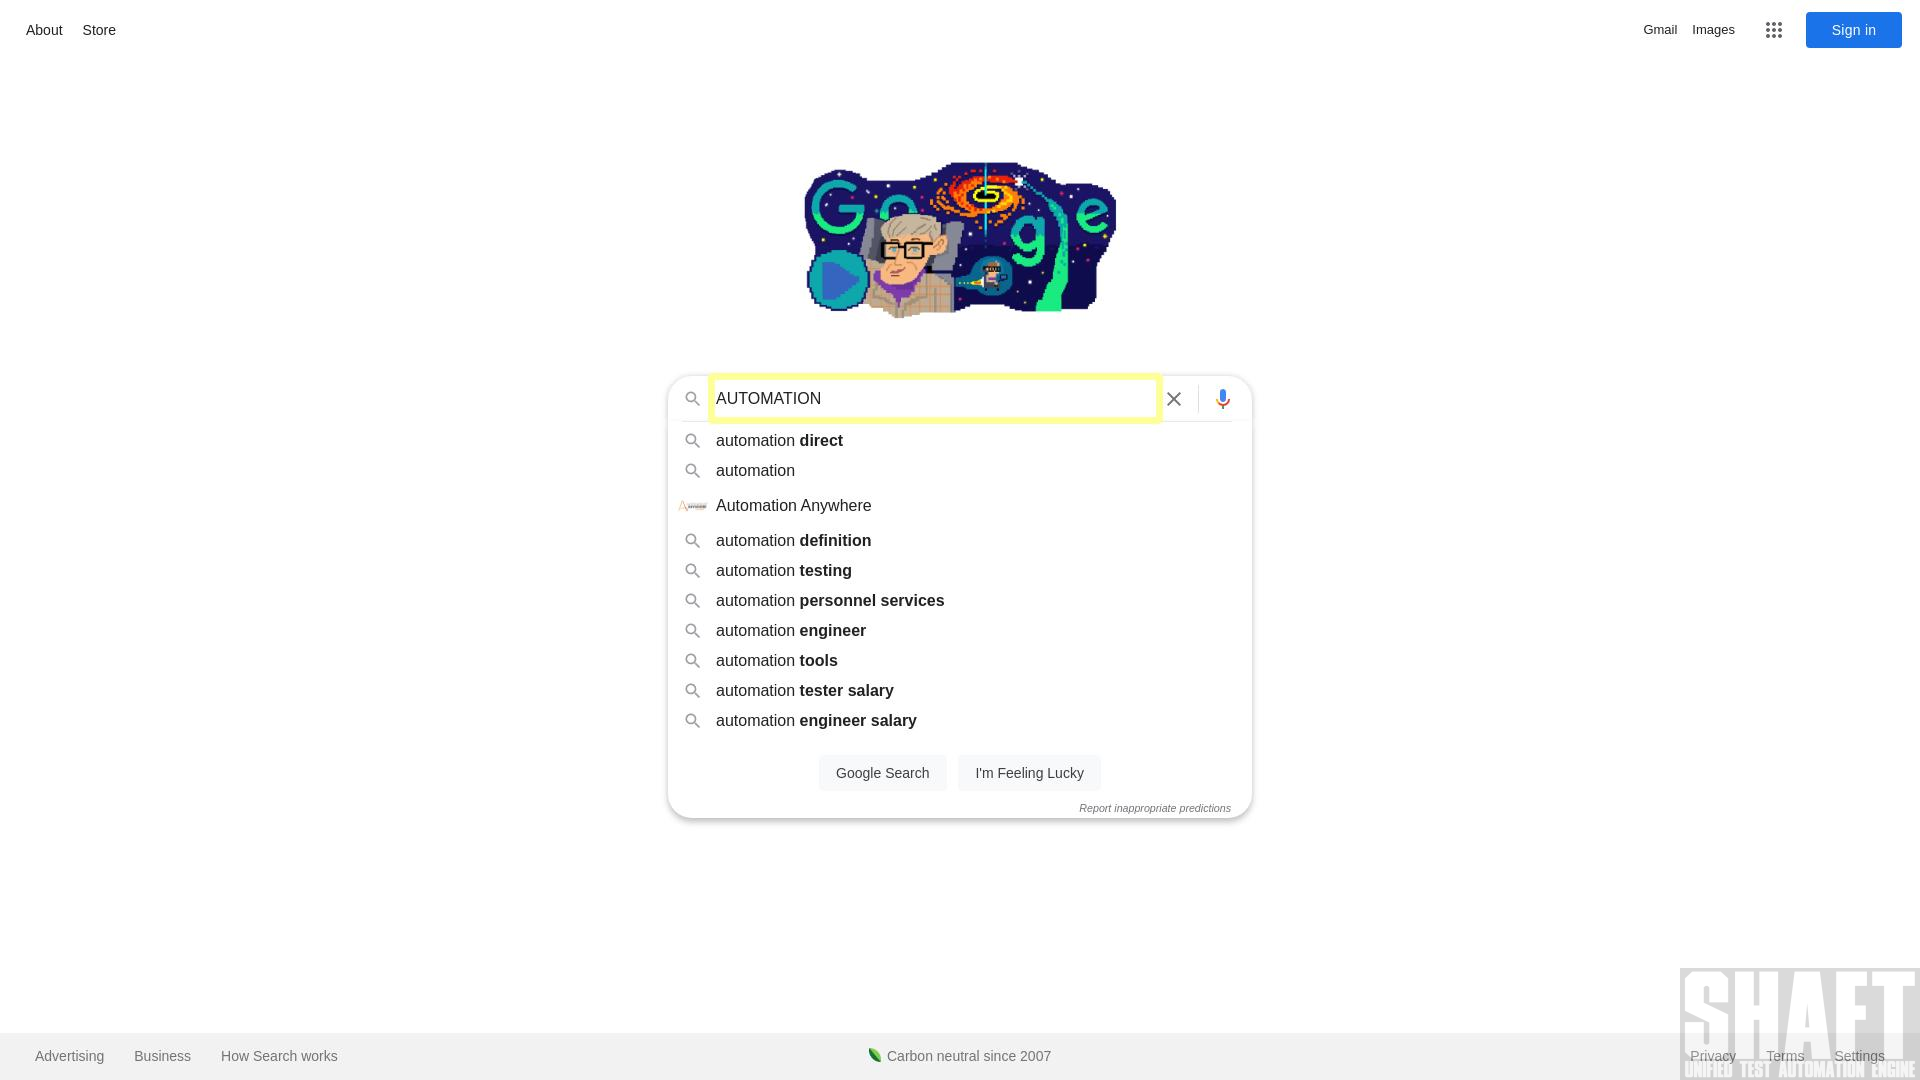 About Store
Gmail Images Sign in
Google
AUTOMATION
automation direct
automation
Automation Anywhere
automation definition
automation testing
automation personnel services
automation engineer
automation tools
automation tester salary
automation engineer salary
Google Search I'm Feeling Lucky
Report inappropriate predictions
SHAFT
Advertising Business How Search works Carbon neutral since 2007 Privacy Terms Settings
UNIFIED TEST AUTOMATION ENGINE